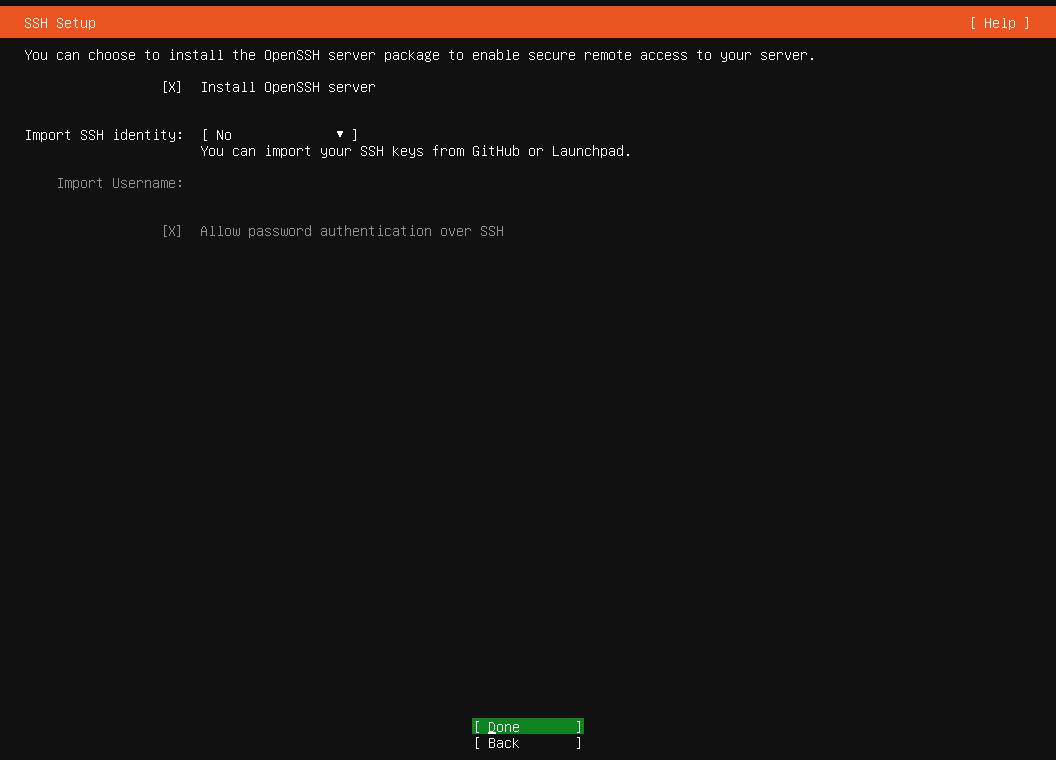 SSH Setup [ Help ]
You can choose to install the OpenSSH server package to enable secure remote access to your server.
[X] Install OpenSSH server
Import SSH identity: [ No ▼ ]
You can import your SSH keys from GitHub or Launchpad.
Import Username:
[X] Allow password authentication over SSH
[ Done ]
[ Back ]